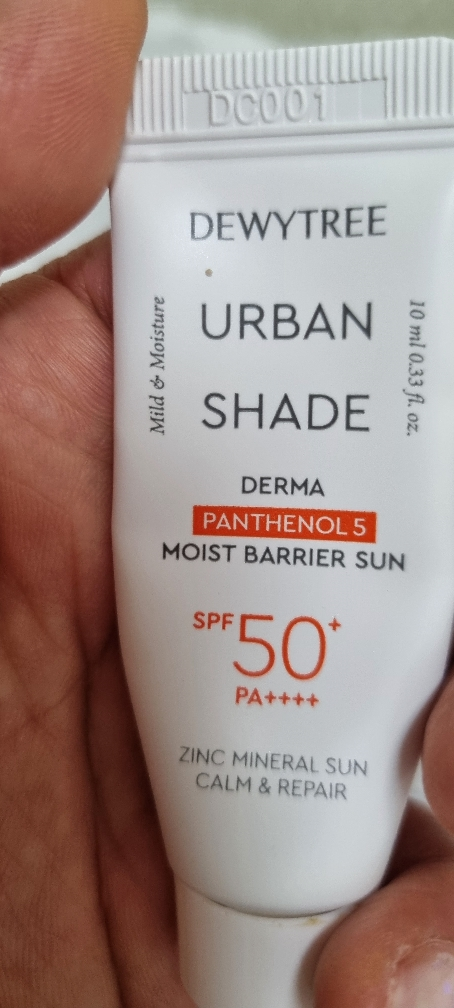 DC001
DEWYTREE
Mild & Moisture
URBAN
SHADE
10 ml 0.33 fl. oz.
DERMA
PANTHENOL 5
MOIST BARRIER SUN
SPF 50+
PA++++
ZINC MINERAL SUN
CALM & REPAIR